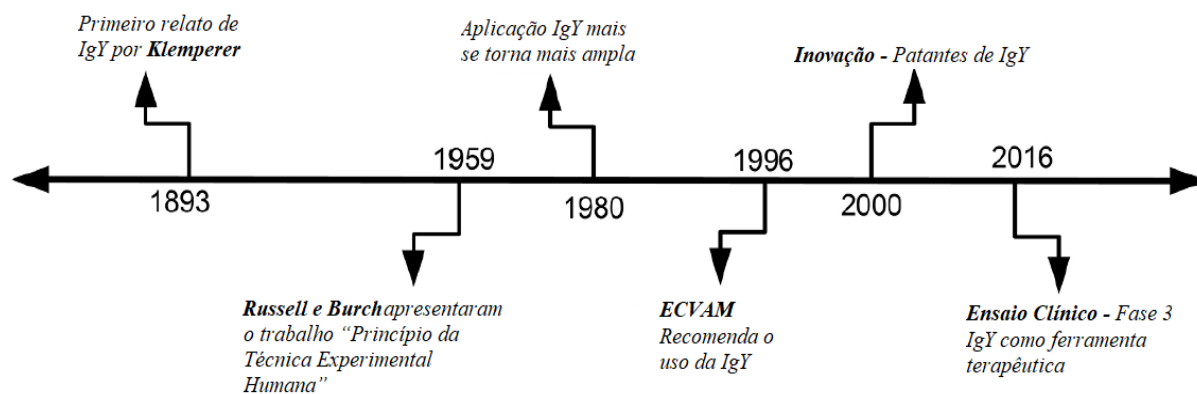 Primeiro relato de
IgY por Klemperer
Aplicação IgY mais
se torna mais ampla
Inovação - Patantes de IgY
1893
1959
1980
1996
2000
2016
Russell e Burch apresentaram
o trabalho “Princípio da
Técnica Experimental
Humana”
ECVAM
Recomenda o
uso da IgY
Ensaio Clínico - Fase 3
IgY como ferramenta
terapêutica